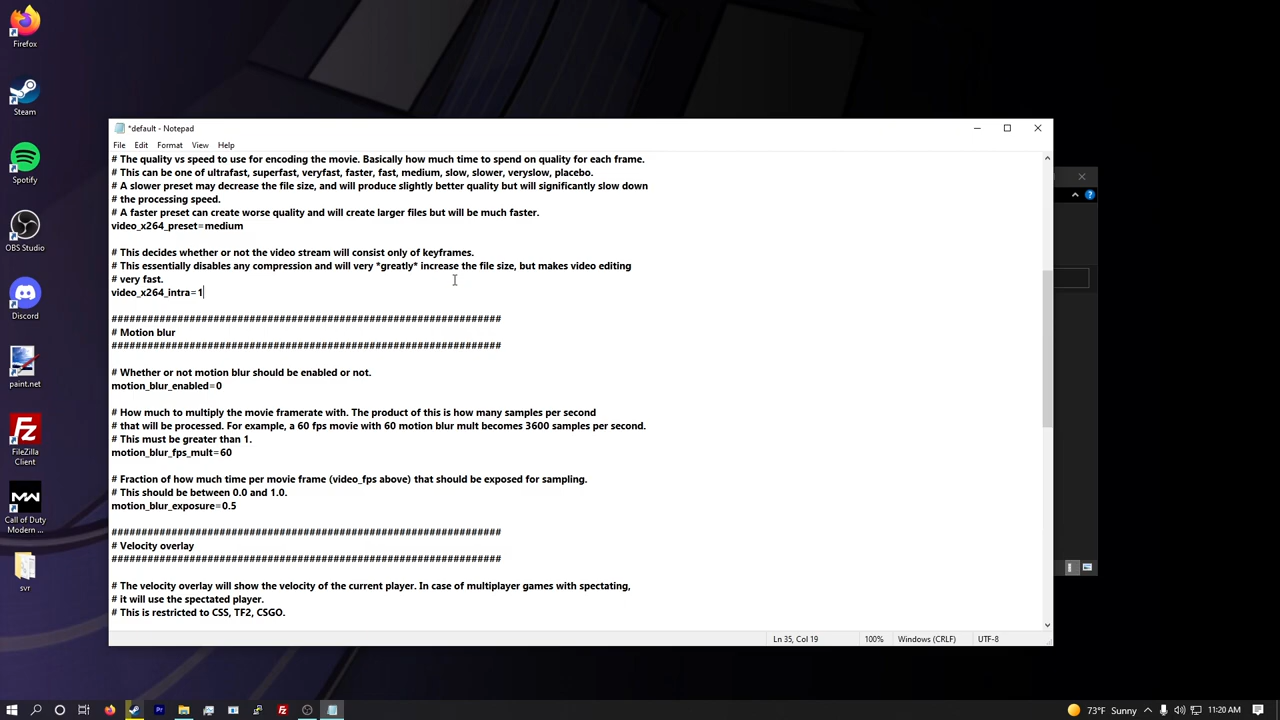 Firefox
Steam
Spotify
OBS Studio
Discord
paint.net
FileZilla
Client
Call of Duty
Modern ...
svr
*default - Notepad
File Edit Format View Help
# The quality vs speed to use for encoding the movie. Basically how much time to spend on quality for each frame.
# This can be one of ultrafast, superfast, veryfast, faster, fast, medium, slow, slower, veryslow, placebo.
# A slower preset may decrease the file size, and will produce slightly better quality but will significantly slow down
# the processing speed.
# A faster preset can create worse quality and will create larger files but will be much faster.
video_x264_preset=medium
# This decides whether or not the video stream will consist only of keyframes.
# This essentially disables any compression and will very *greatly* increase the file size, but makes video editing
# very fast.
video_x264_intra=1
#################################################################
# Motion blur
#################################################################
# Whether or not motion blur should be enabled or not.
motion_blur_enabled=0
# How much to multiply the movie framerate with. The product of this is how many samples per second
# that will be processed. For example, a 60 fps movie with 60 motion blur mult becomes 3600 samples per second.
# This must be greater than 1.
motion_blur_fps_mult=60
# Fraction of how much time per movie frame (video_fps above) that should be exposed for sampling.
# This should be between 0.0 and 1.0.
motion_blur_exposure=0.5
#################################################################
# Velocity overlay
#################################################################
# The velocity overlay will show the velocity of the current player. In case of multiplayer games with spectating,
# it will use the spectated player.
# This is restricted to CSS, TF2, CSGO.
Ln 35, Col 19 100% Windows (CRLF) UTF-8
73°F Sunny 11:20 AM